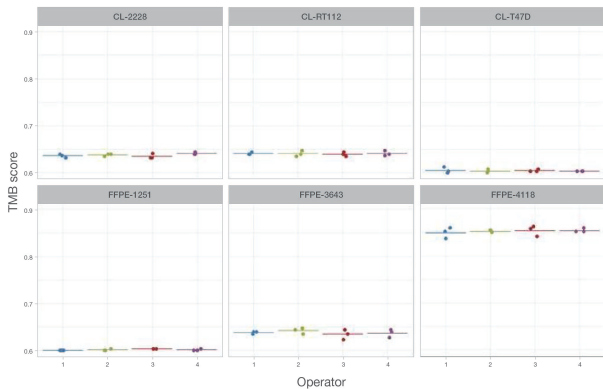 CL-2228 CL-RT112 CL-T47D
0.9
0.8
0.7
0.6
TMB score
FFPE-1251 FFPE-3643 FFPE-4118
0.9
0.8
0.7
0.6
1 2 3 4 1 2 3 4 1 2 3 4
Operator